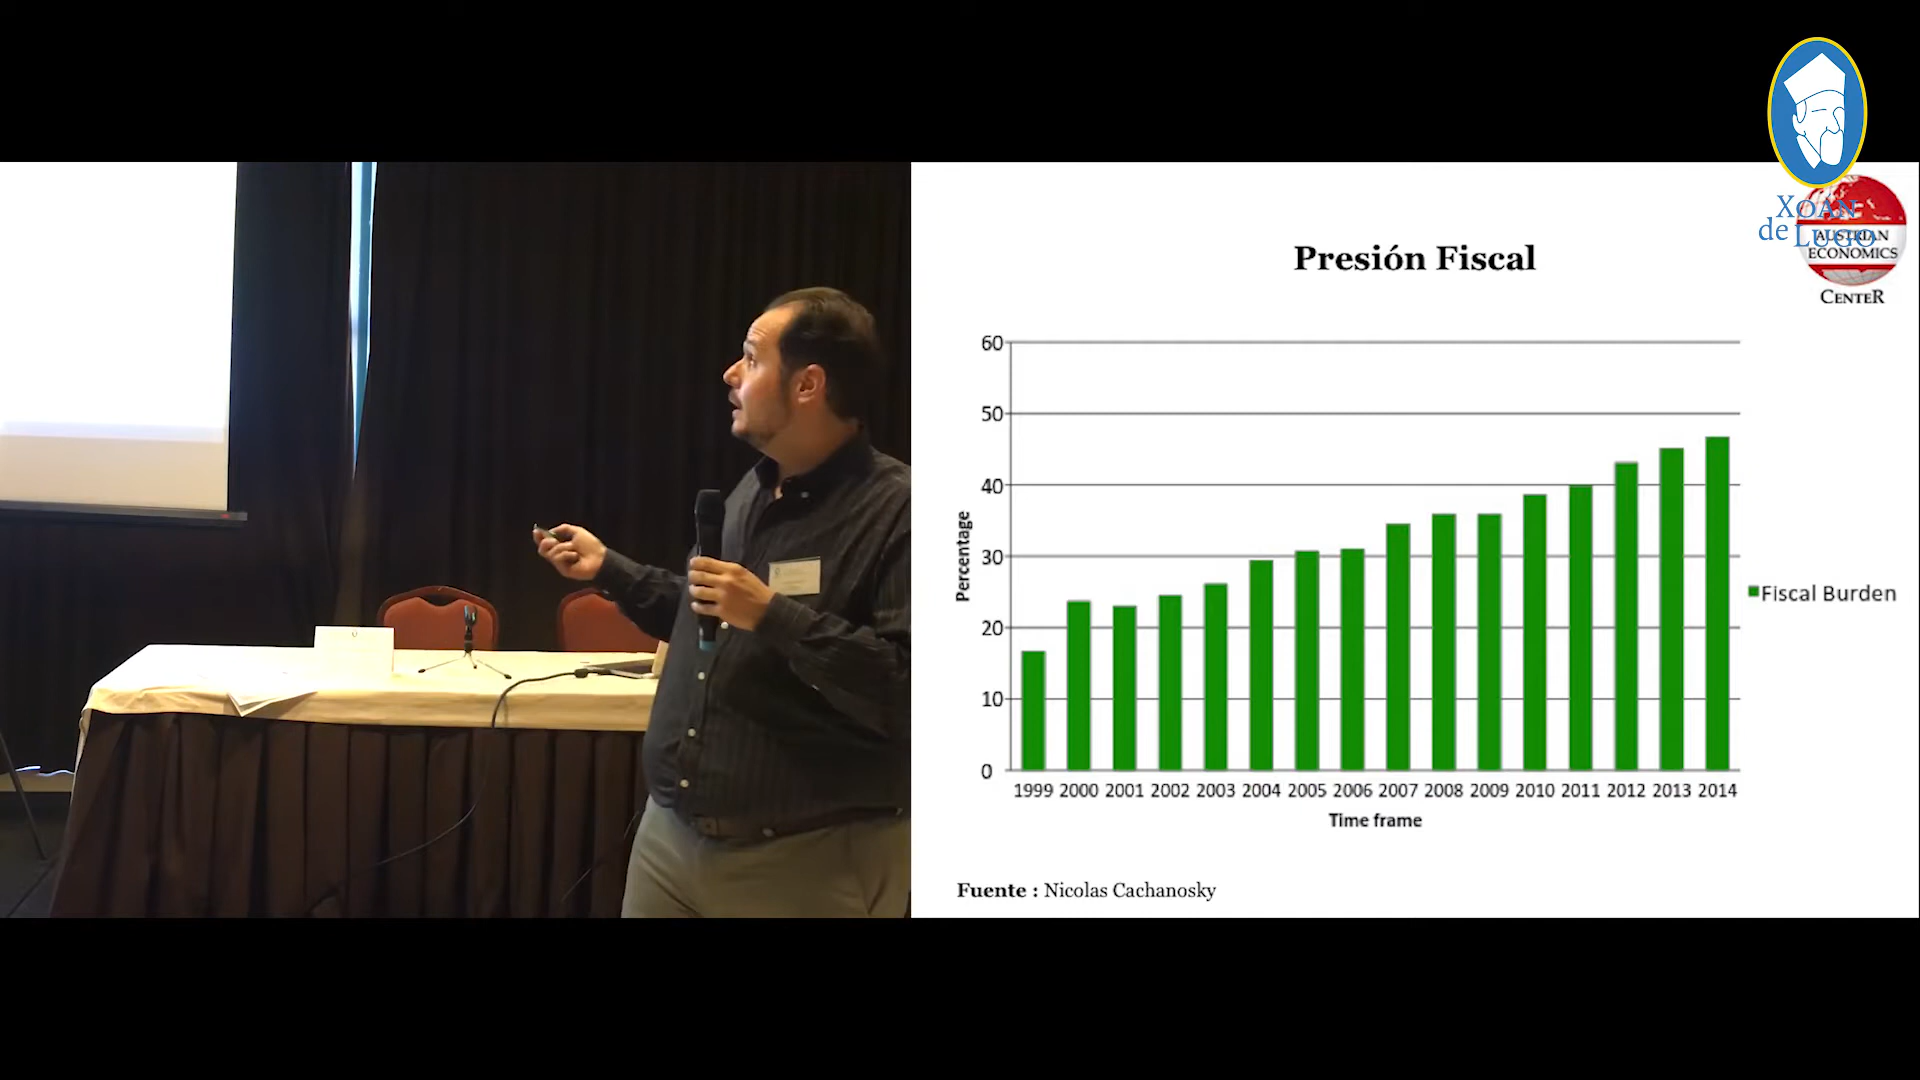 XOAN
de LUGO
AUSTRIAN
ECONOMICS
CENTER
Presión Fiscal
60
50
40
30
20
10
0
Percentage
1999 2000 2001 2002 2003 2004 2005 2006 2007 2008 2009 2010 2011 2012 2013 2014
Time frame
Fiscal Burden
Fuente : Nicolas Cachanosky